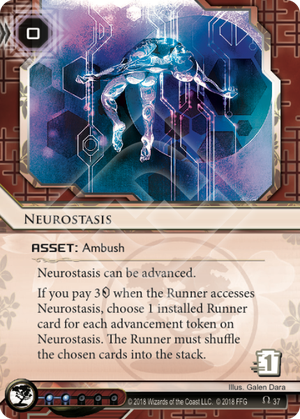 0
NEUROSTASIS
ASSET: Ambush
Neurostasis can be advanced.
If you pay 3 when the Runner accesses
Neurostasis, choose 1 installed Runner
card for each advancement token on
Neurostasis. The Runner must shuffle
the chosen cards into the stack.
1
Illus. Galen Dara
© 2018 Wizards of the Coast LLC. © 2018 FFG
37